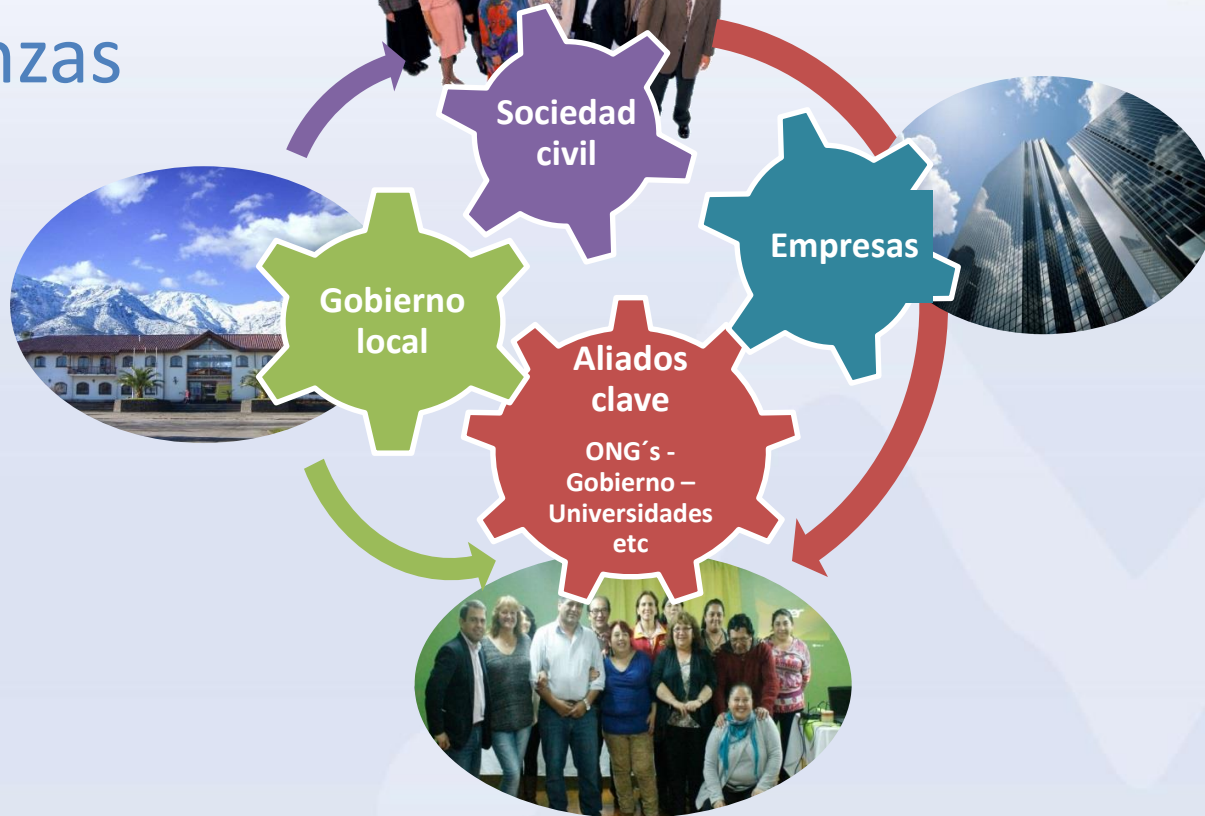 nzas
Sociedad
civil
Empresas
Gobierno
local
Aliados
clave
ONG´s -
Gobierno –
Universidades
etc